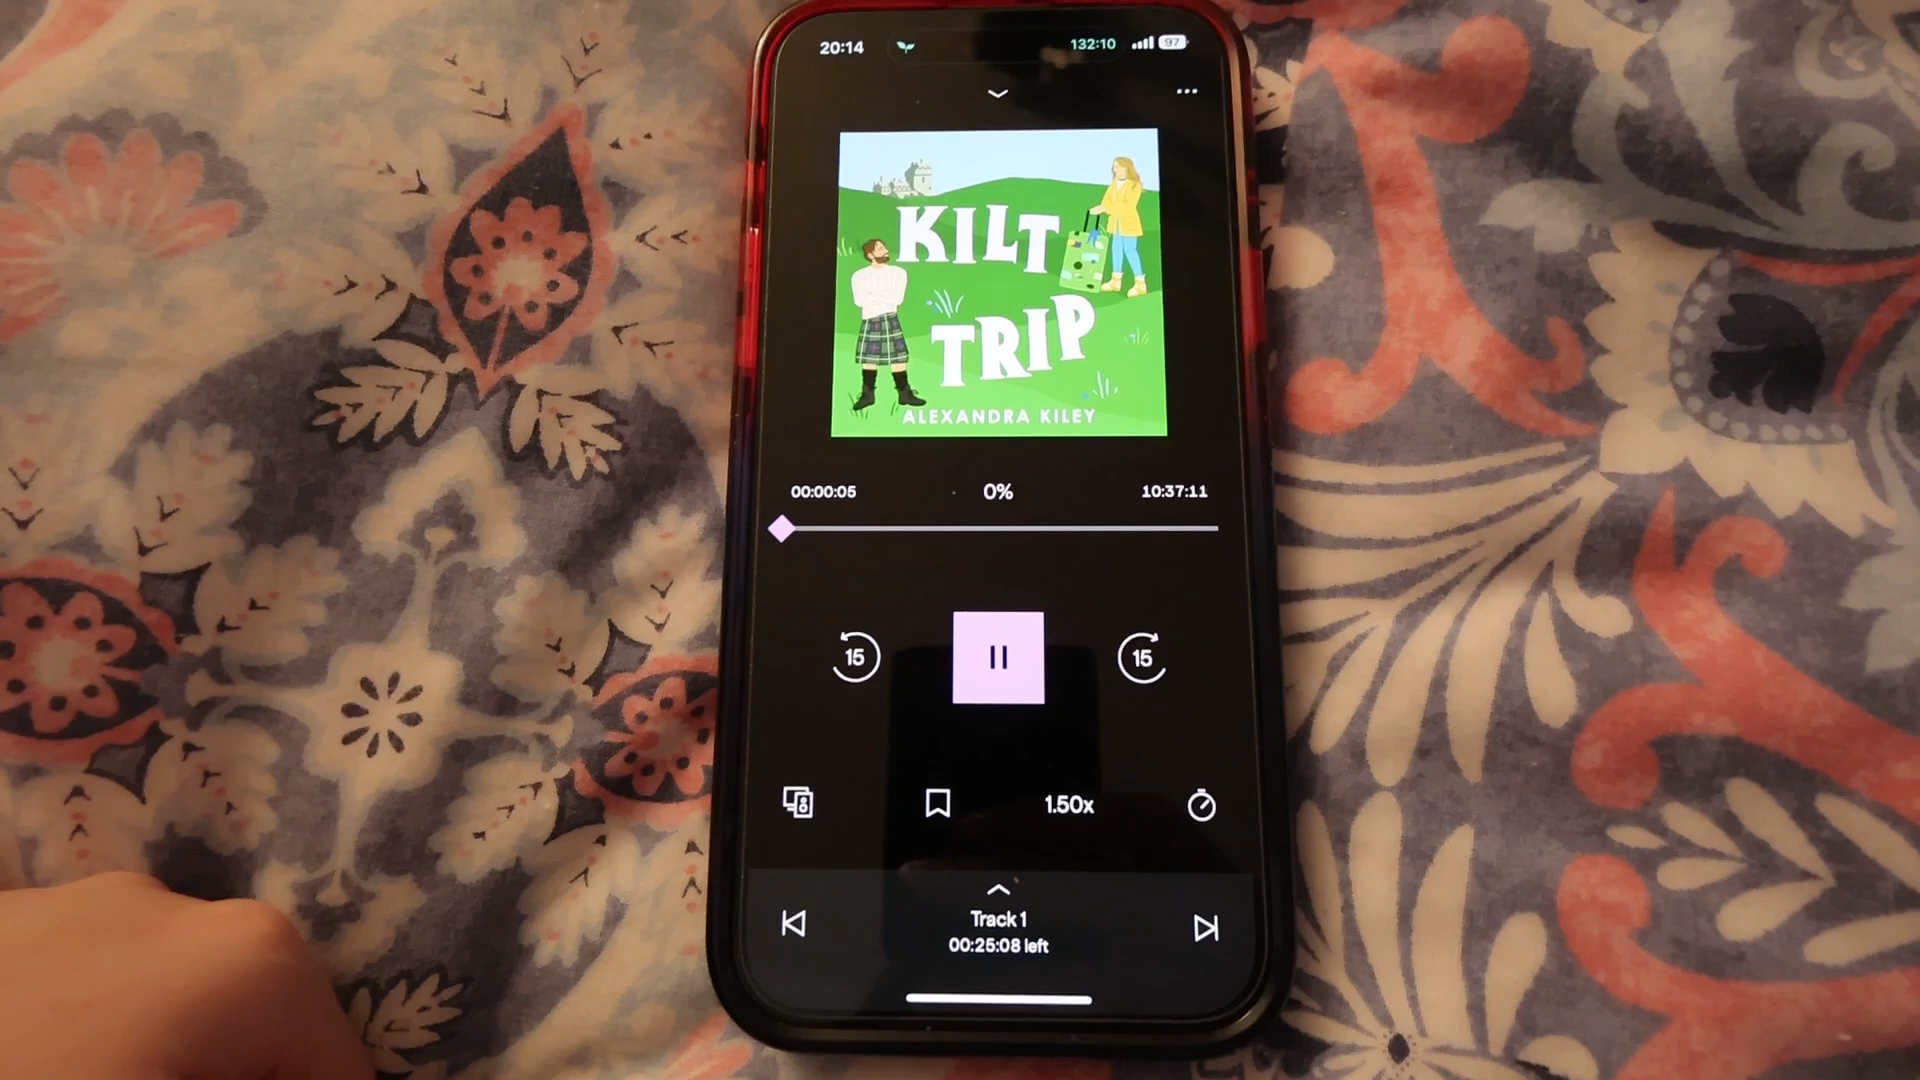 20:14 132:10 97
KILT
TRIP
ALEXANDRA KILEY
00:00:05 0% 10:37:11
15 15
1.50x
Track 1
00:25:08 left